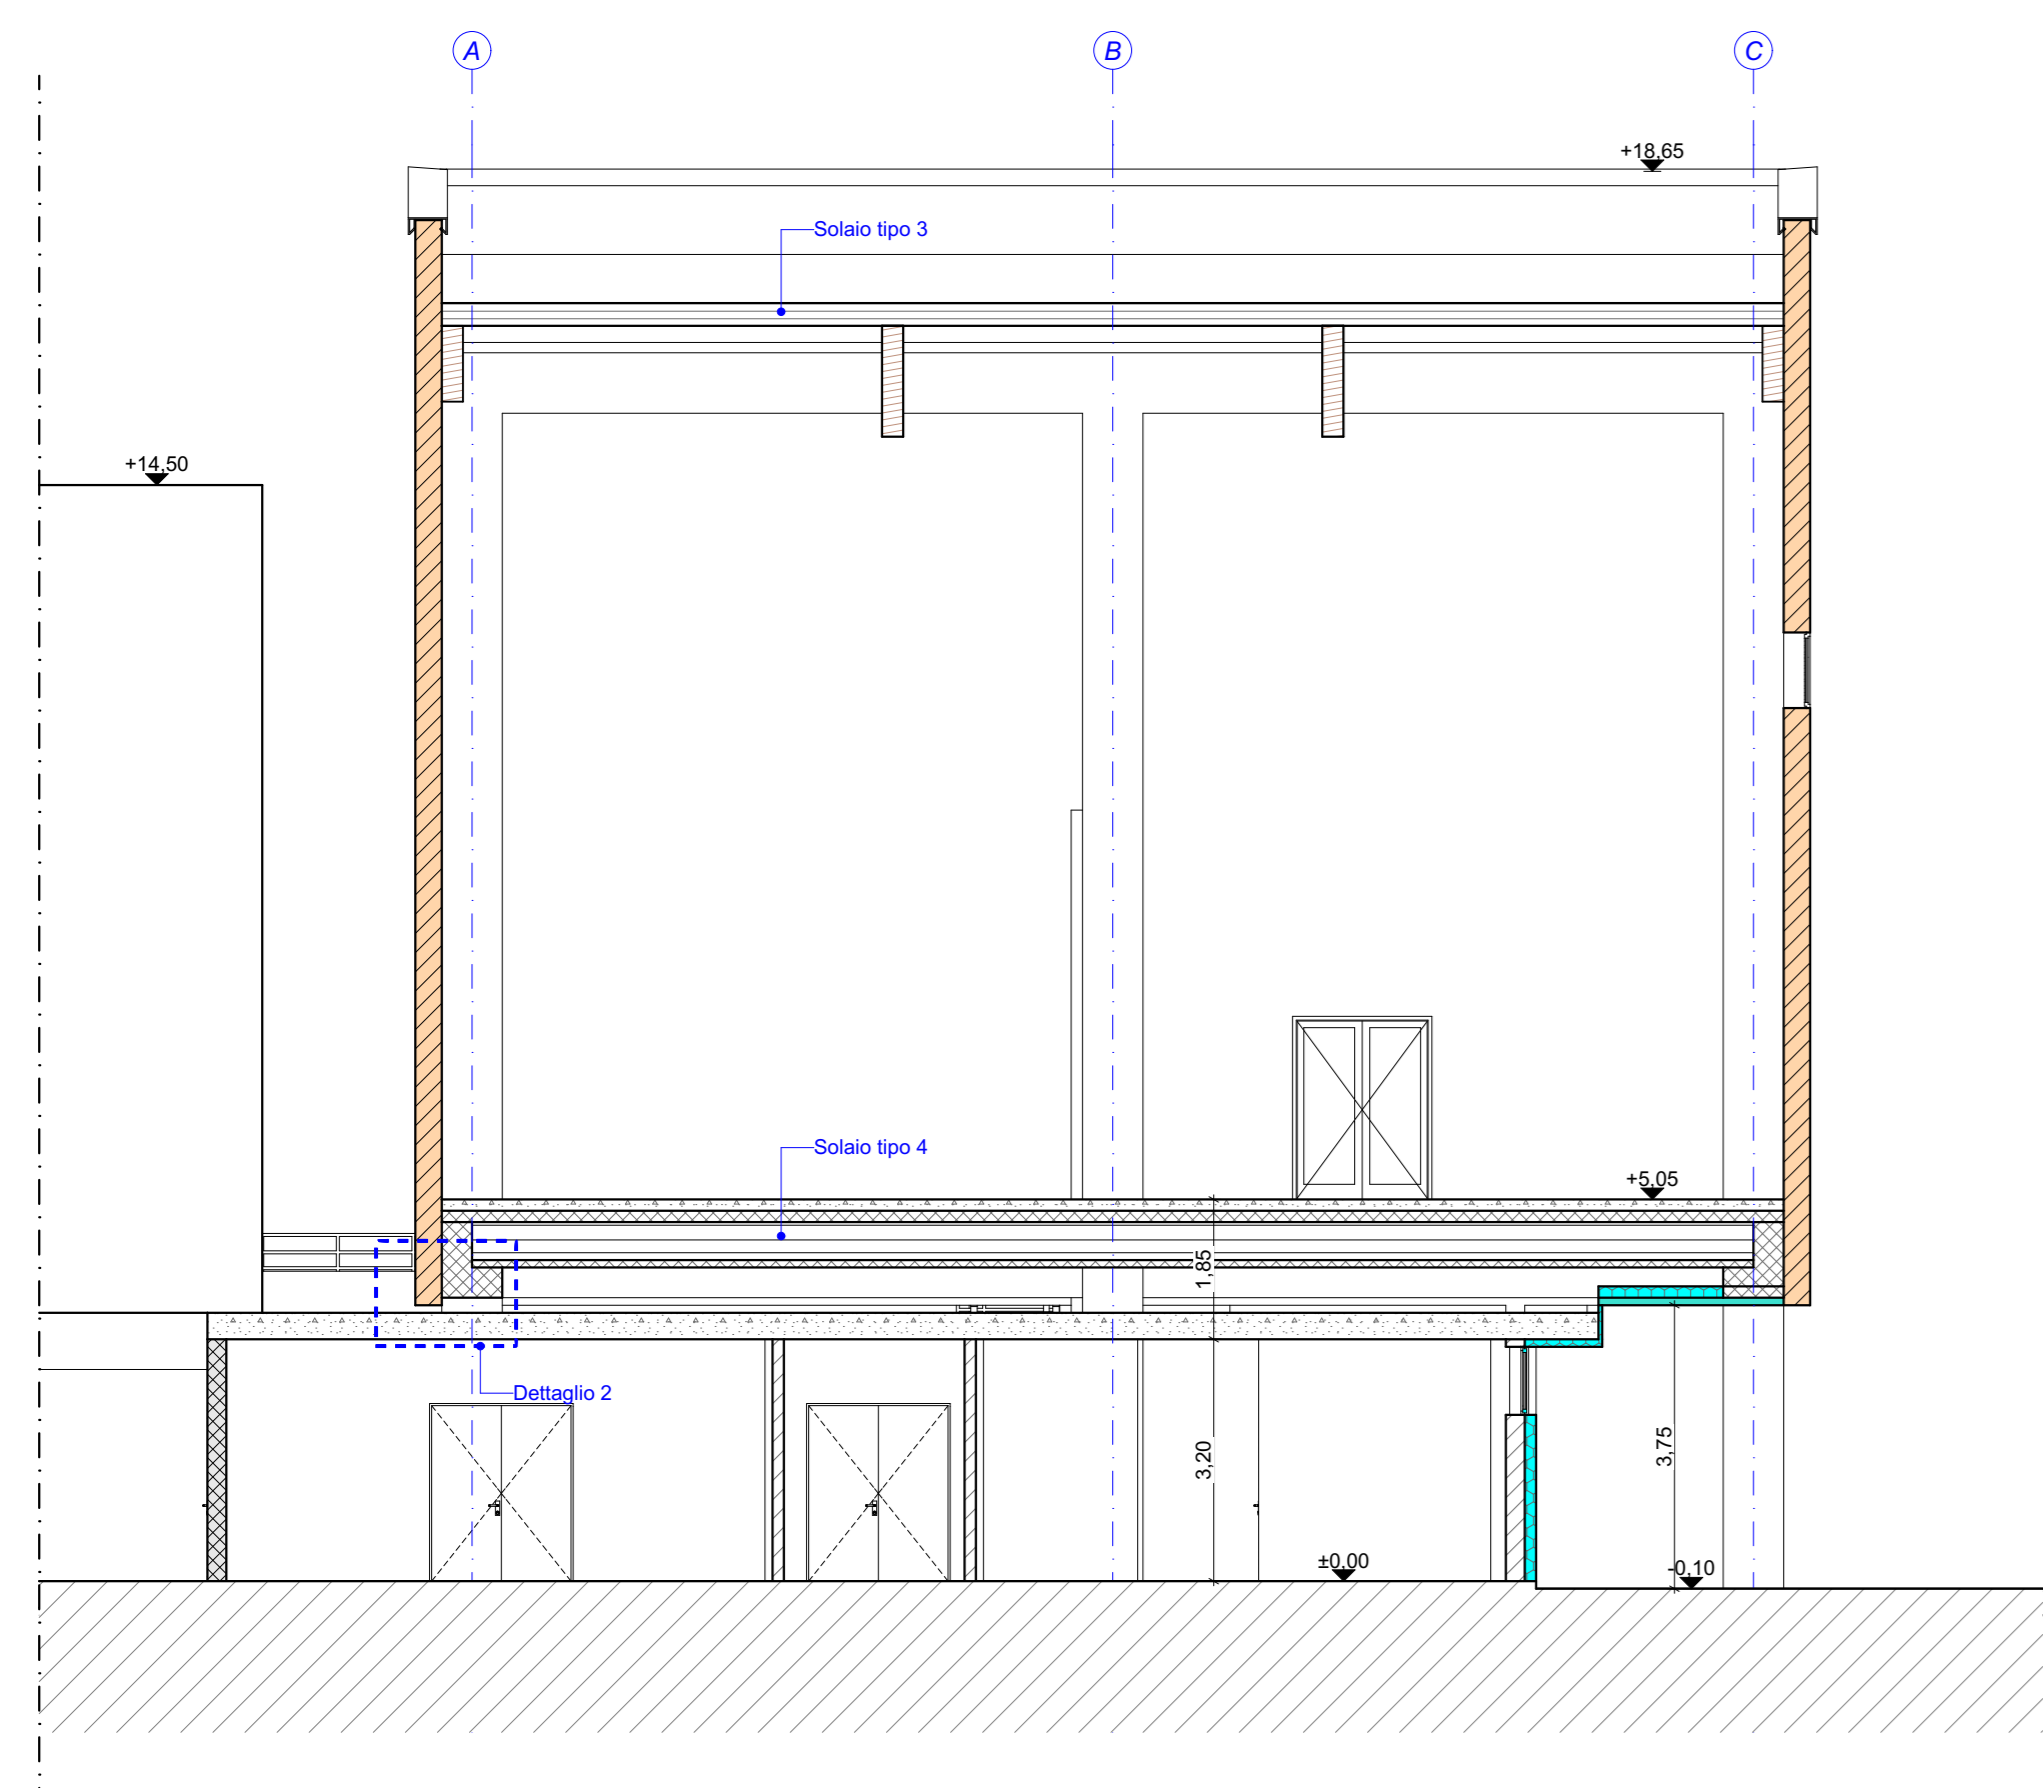 A
B
C
+18,65
Solaio tipo 3
+14,50
Solaio tipo 4
+5,05
1,85
Dettaglio 2
3,20
3,75
±0,00
-0,10